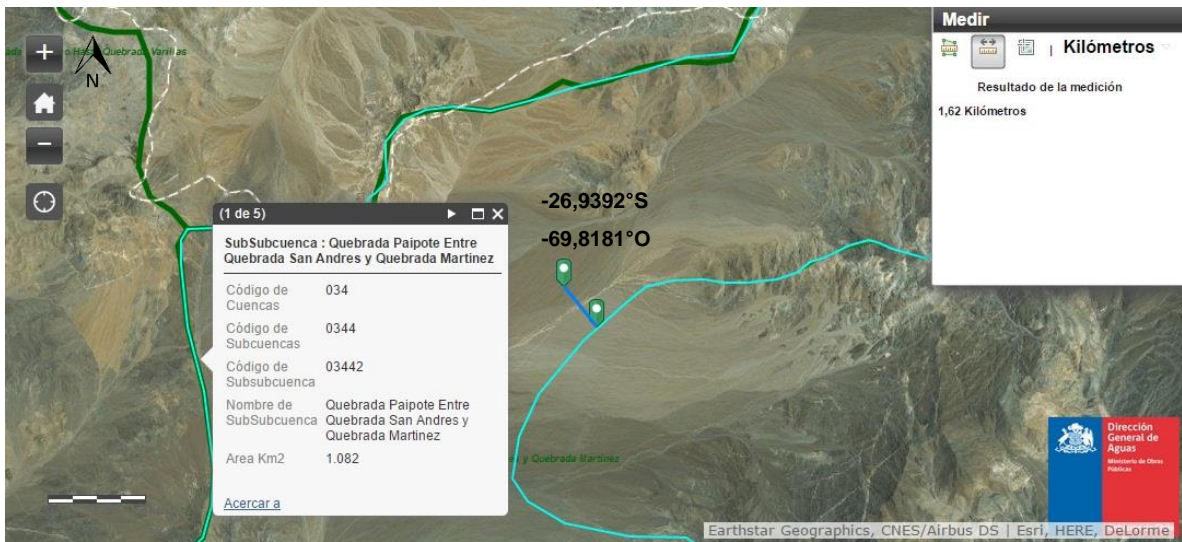 Medir
Kilómetros
Resultado de la medición
1,62 Kilómetros
Quebrada Varillas
N
-26,9392°S
-69,8181°O
(1 de 5)
SubSubcuenca : Quebrada Paipote Entre
Quebrada San Andres y Quebrada Martinez
Código de Cuencas 034
Código de Subcuencas 0344
Código de Subsubcuenca 03442
Nombre de SubSubcuenca Quebrada Paipote Entre Quebrada San Andres y Quebrada Martinez
Area Km2 1.082
Acercar a
y Quebrada Martinez
Dirección
General de
Aguas
Ministerio de Obras
Públicas
Earthstar Geographics, CNES/Airbus DS | Esri, HERE, DeLorme